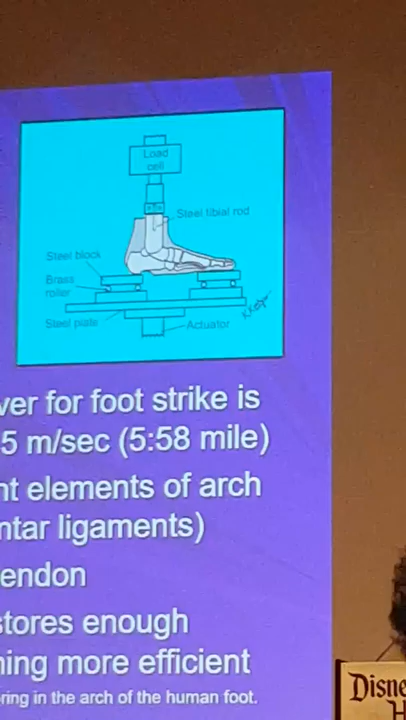 Load
cell
Steel tibial rod
Steel block
Brass
roller
Steel plate
Actuator
ver for foot strike is
5 m/sec (5:58 mile)
nt elements of arch
ntar ligaments)
endon
stores enough
ning more efficient
ring in the arch of the human foot.
Disne
H